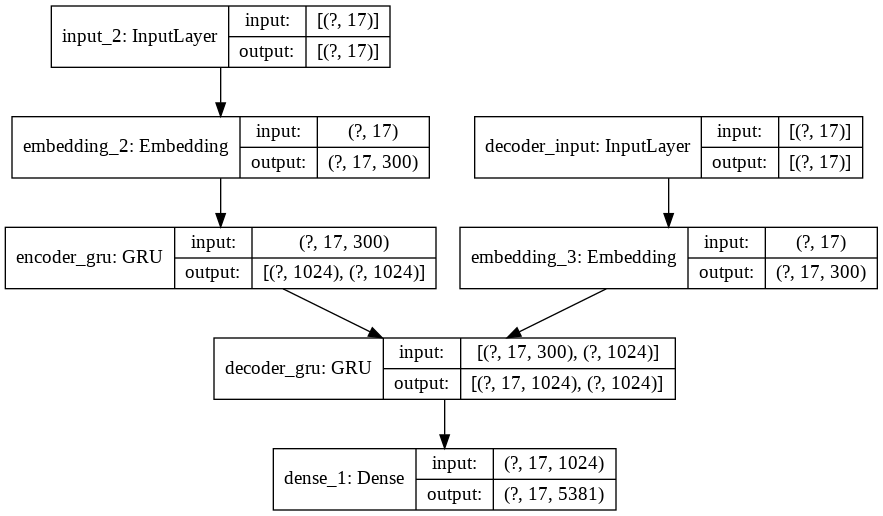 input_2: InputLayer
input: [(?, 17)]
output: [(?, 17)]
embedding_2: Embedding
input: (?, 17)
output: (?, 17, 300)
decoder_input: InputLayer
input: [(?, 17)]
output: [(?, 17)]
encoder_gru: GRU
input: (?, 17, 300)
output: [(?, 1024), (?, 1024)]
embedding_3: Embedding
input: (?, 17)
output: (?, 17, 300)
decoder_gru: GRU
input: [(?, 17, 300), (?, 1024)]
output: [(?, 17, 1024), (?, 1024)]
dense_1: Dense
input: (?, 17, 1024)
output: (?, 17, 5381)